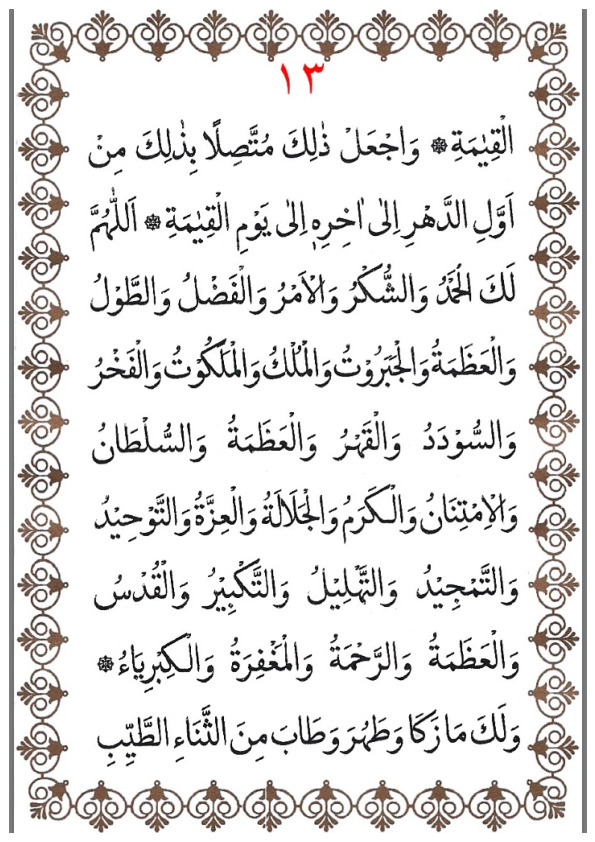 ١٣
الْقِيٰمَةِ ۞ وَاجْعَلْ ذٰلِكَ مُتَّصِلًا بِذٰلِكَ مِنْ
اَوَّلِ الدَّهْرِ اِلىٰ اٰخِرِهٖ اِلىٰ يَوْمِ الْقِيٰمَةِ ۞ اَللّٰهُمَّ
لَكَ الْحَمْدُ وَالشُّكْرُ وَالْاَمْرُ وَالْفَضْلُ وَالطَّوْلُ
وَالْعَظَمَةُ وَالْجَبَرُوْتُ وَالْمُلْكُ وَالْمَلَكُوْتُ وَالْفَخْرُ
وَالسُّوْدَدُ وَالْقَهْرُ وَالْعَظَمَةُ وَالسُّلْطَانُ
وَالْاِمْتِنَانُ وَالْكَرَمُ وَالْجَلَالَةُ وَالْعِزَّةُ وَالتَّوْحِيْدُ
وَالتَّمْجِيْدُ وَالتَّهْلِيْلُ وَالتَّكْبِيْرُ وَالْقُدْسُ
وَالْعَظَمَةُ وَالرَّحْمَةُ وَالْمَغْفِرَةُ وَالْكِبْرِيَاءُ ۞
وَلَكَ مَا زَكَا وَطَهُرَ وَطَابَ مِنَ الثَّنَاءِ الطَّيِّبِ